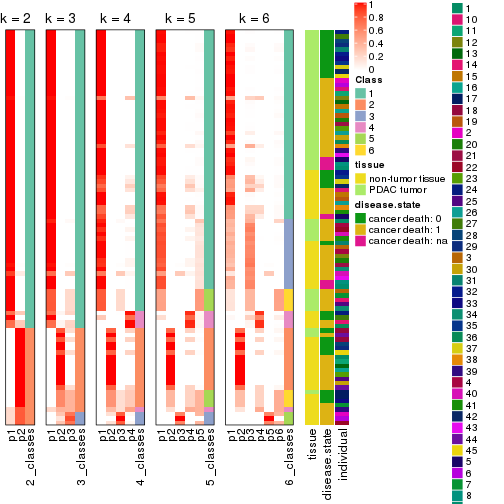 k = 2
k = 3
k = 4
k = 5
k = 6
p1
p2
2_classes
p1
p2
p3
3_classes
p1
p2
p3
p4
4_classes
p1
p2
p3
p4
p5
5_classes
p1
p2
p3
p4
p5
p6
6_classes
tissue
disease.state
individual
1
0.8
0.6
0.4
0.2
0
Class
1
2
3
4
5
6
tissue
non-tumor tissue
PDAC tumor
disease.state
cancer death: 0
cancer death: 1
cancer death: na
1
10
11
12
13
14
15
16
17
18
19
2
20
21
22
23
24
25
26
27
28
29
3
30
31
32
33
34
35
36
37
38
39
4
40
41
42
43
44
45
5
6
7
8